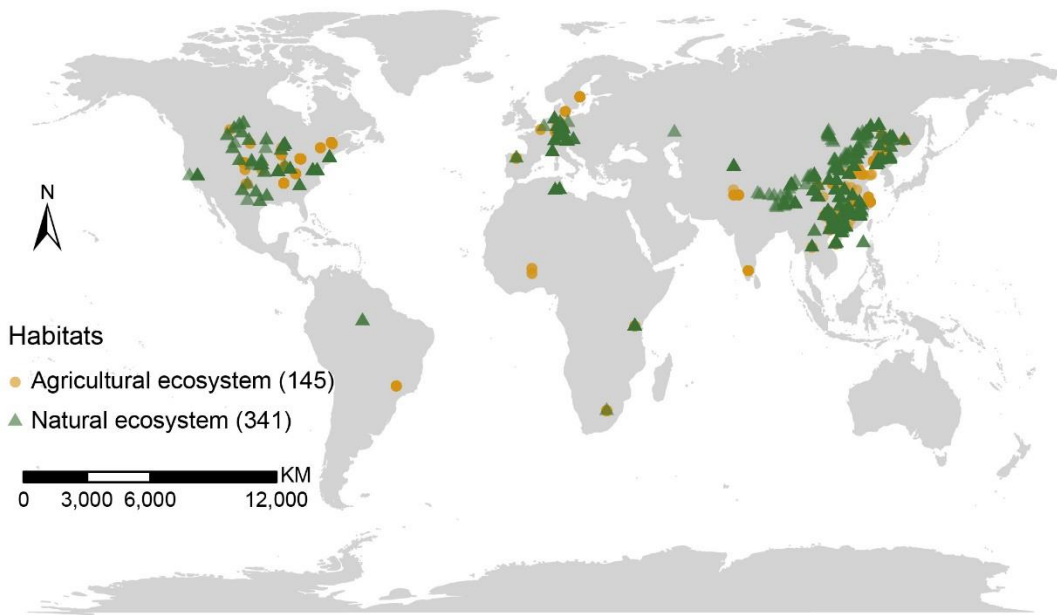 N
Habitats
Agricultural ecosystem (145)
Natural ecosystem (341)
KM
0 3,000 6,000 12,000